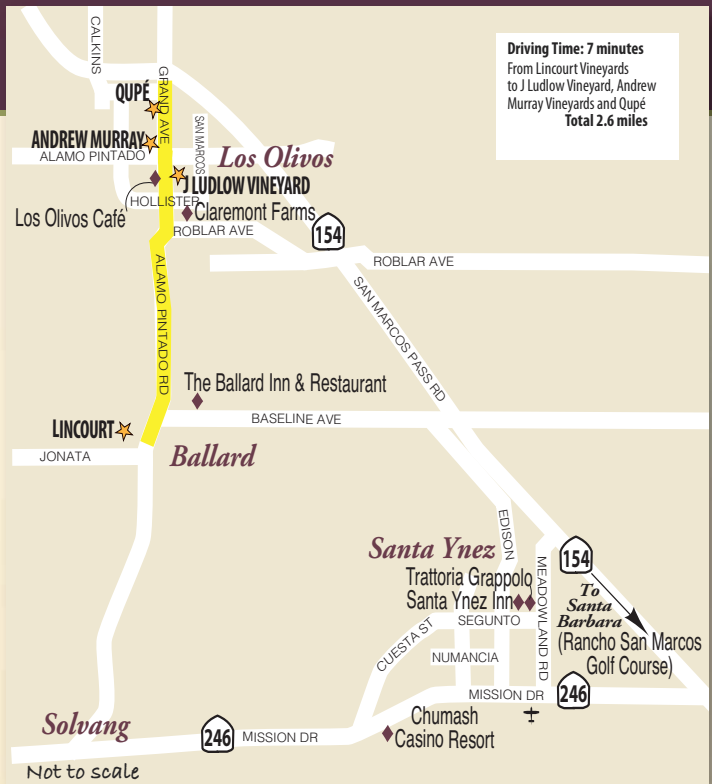 Driving Time: 7 minutes
From Lincourt Vineyards
to J Ludlow Vineyard, Andrew
Murray Vineyards and Qupé
Total 2.6 miles
CALKINS
GRAND AVE
QUPÉ
SAN MARCOS
ANDREW MURRAY
ALAMO PINTADO
Los Olivos
J LUDLOW VINEYARD
HOLLISTER
Los Olivos Café
Claremont Farms
ROBLAR AVE
154
ROBLAR AVE
ALAMO PINTADO RD
SAN MARCOS PASS RD
The Ballard Inn & Restaurant
BASELINE AVE
LINCOURT
JONATA
Ballard
EDISON
Santa Ynez
MEADOWLAND RD
154
Trattoria Grappolo
Santa Ynez Inn
To
Santa
Barbara
(Rancho San Marcos
Golf Course)
SEGUNTO
CUESTA ST
NUMANCIA
MISSION DR
246
Chumash
Casino Resort
Solvang
246
MISSION DR
Not to scale